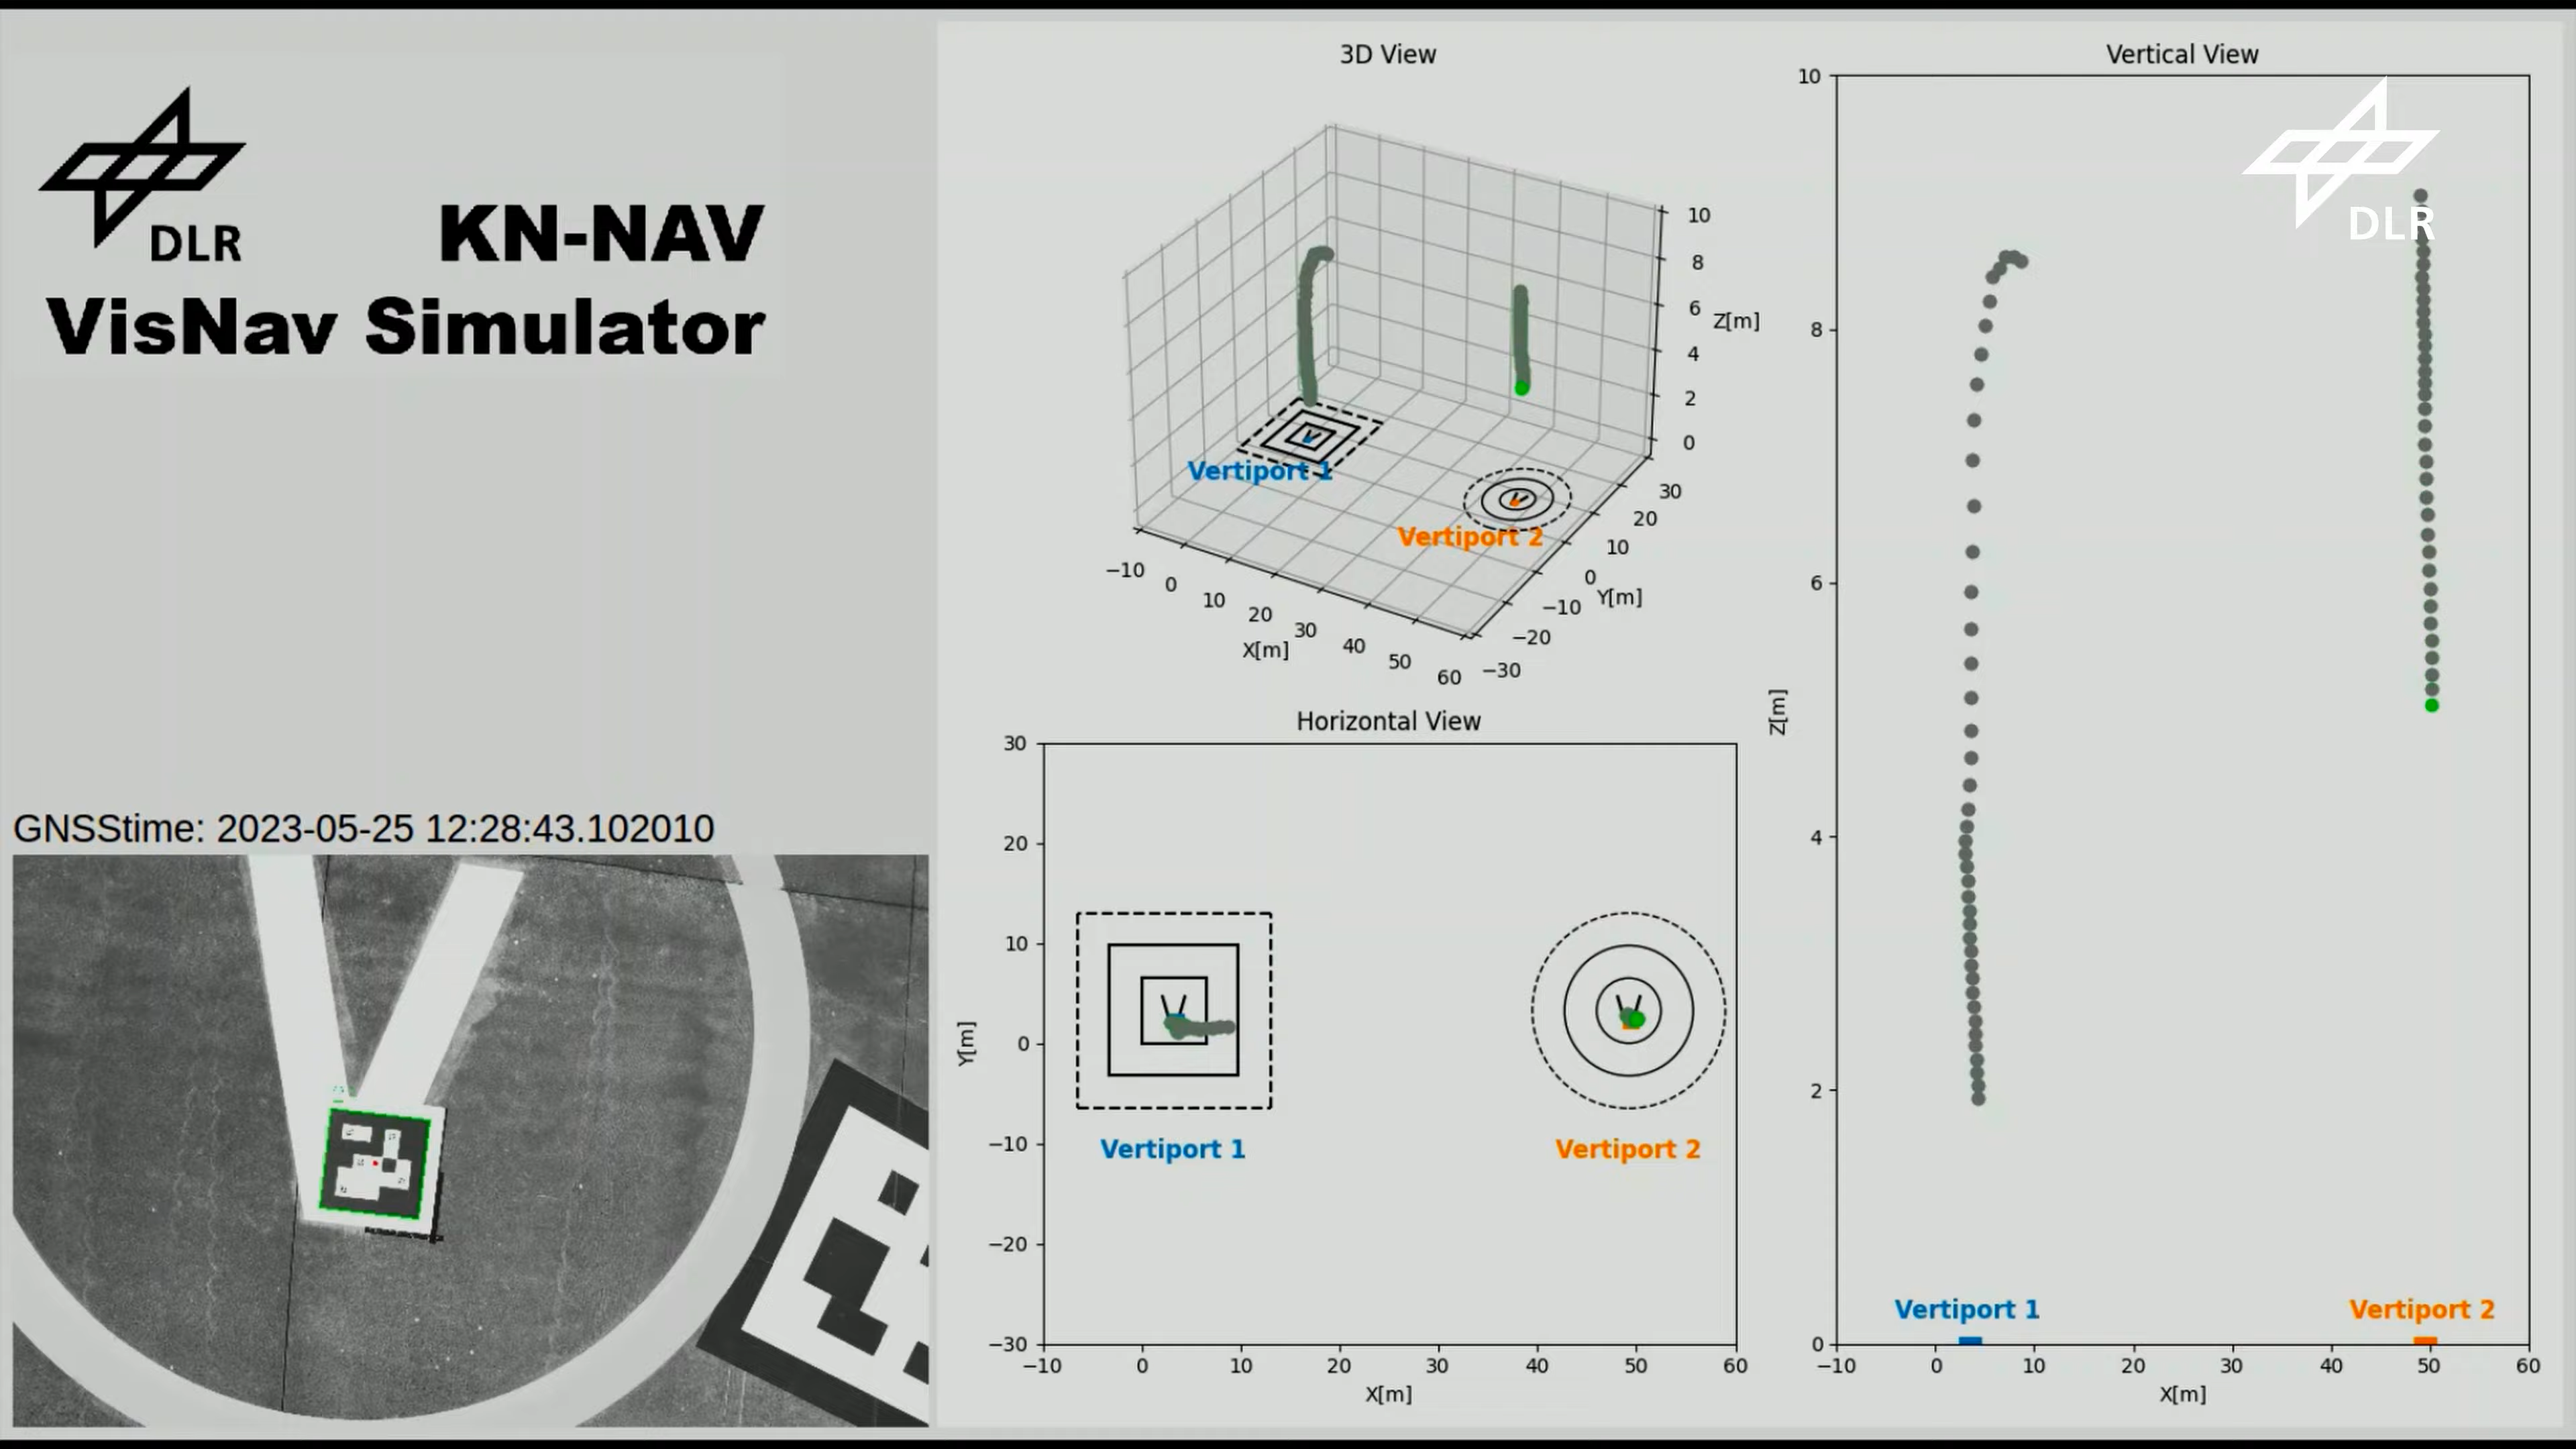 DLR
KN-NAV
VisNav Simulator
GNSStime: 2023-05-25 12:28:43.102010
3D View
10
8
6
4
2
0
Z[m]
Vertiport 1
Vertiport 2
−10
0
10
20
30
40
50
60
X[m]
30
20
10
0
−10
−20
−30
Y[m]
Horizontal View
30
20
10
0
−10
−20
−30
Y[m]
Vertiport 1
Vertiport 2
−10
0
10
20
30
40
50
60
X[m]
Vertical View
DLR
10
8
6
4
2
0
Z[m]
Vertiport 1
Vertiport 2
−10
0
10
20
30
40
50
60
X[m]